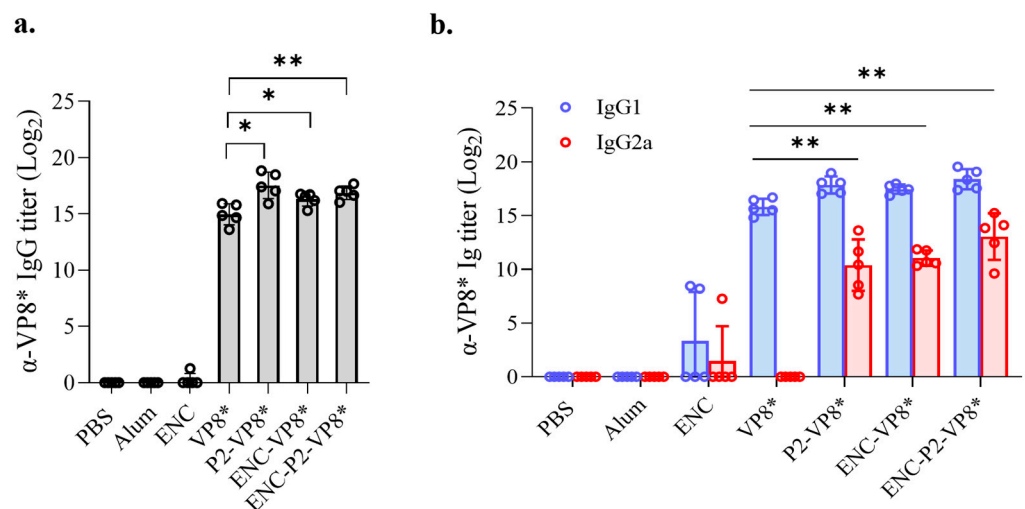 a.
**
*
*
α-VP8* IgG titer (Log2)
25
20
15
10
5
0
PBS
Alum
ENC
VP8*
P2-VP8*
ENC-VP8*
ENC-P2-VP8*
b.
IgG1
IgG2a
**
**
**
α-VP8* Ig titer (Log2)
25
20
15
10
5
0
PBS
Alum
ENC
VP8*
P2-VP8*
ENC-VP8*
ENC-P2-VP8*